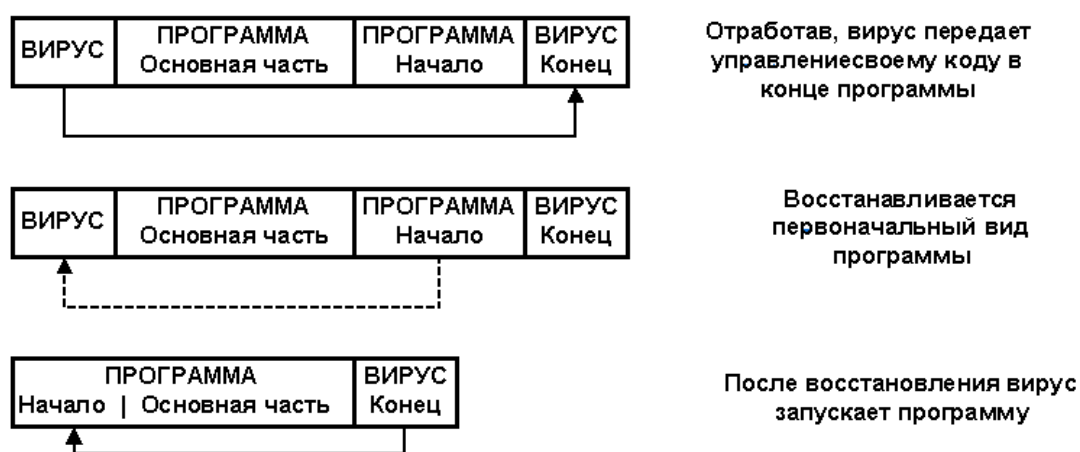 ВИРУС
ПРОГРАММА
Основная часть
ПРОГРАММА
Начало
ВИРУС
Конец
Отработав, вирус передает
управлениесвоему коду в
конце программы
ВИРУС
ПРОГРАММА
Основная часть
ПРОГРАММА
Начало
ВИРУС
Конец
Восстанавливается
первоначальный вид
программы
ПРОГРАММА
Начало | Основная часть
ВИРУС
Конец
После восстановления вирус
запускает программу